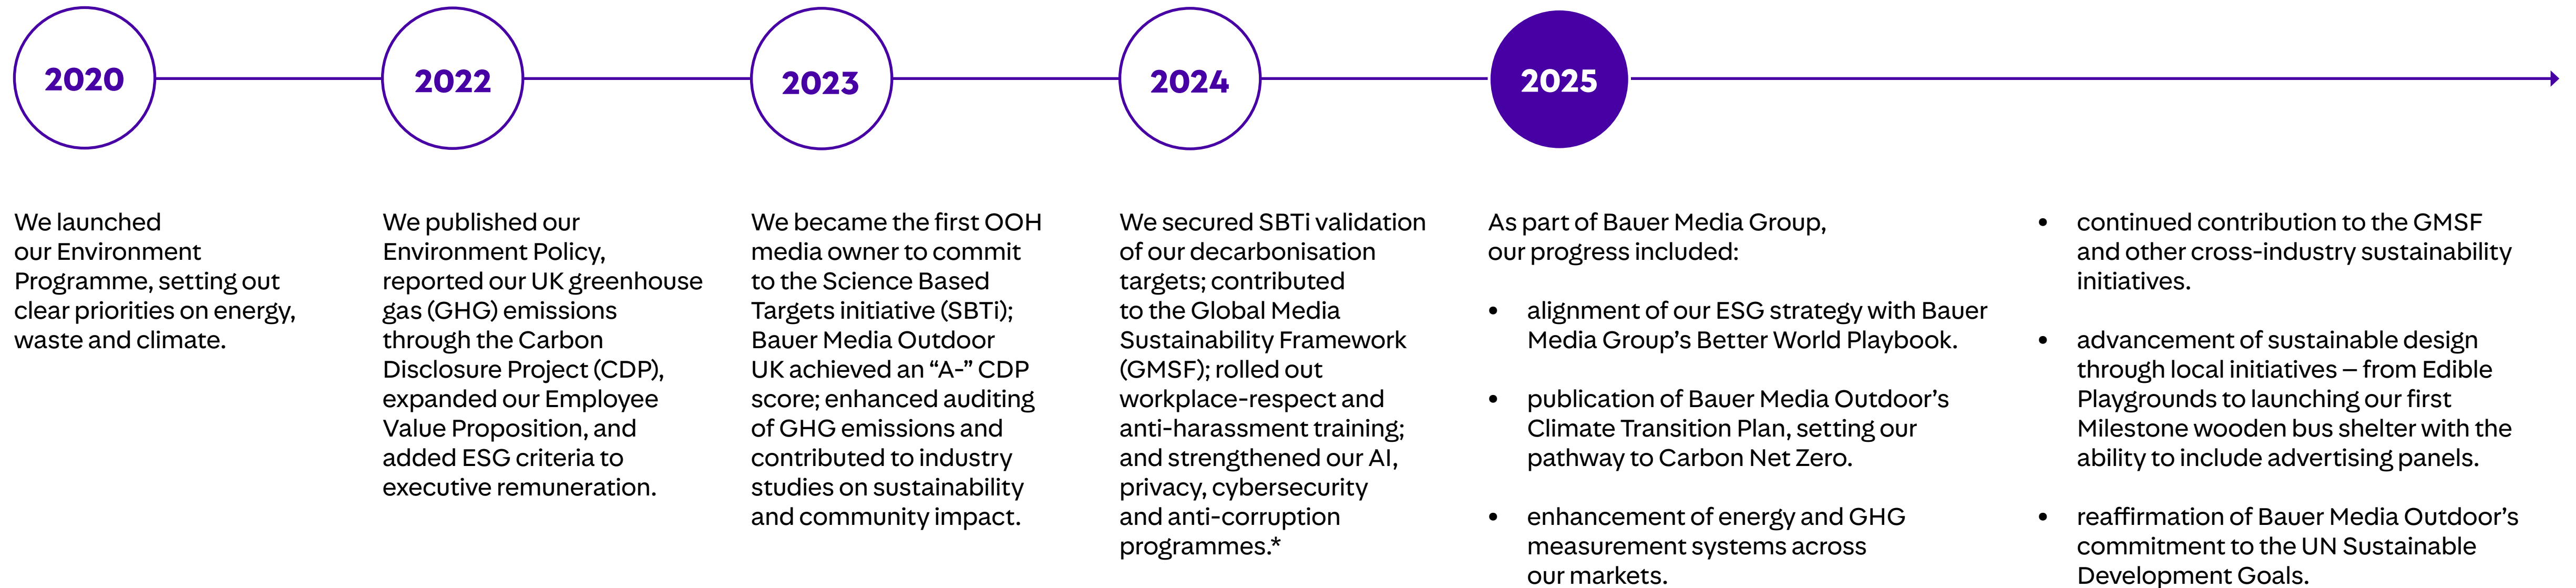 2020
We launched
our Environment
Programme, setting out
clear priorities on energy,
waste and climate.
2022
We published our
Environment Policy,
reported our UK greenhouse
gas (GHG) emissions
through the Carbon
Disclosure Project (CDP),
expanded our Employee
Value Proposition, and
added ESG criteria to
executive remuneration.
2023
We became the first OOH
media owner to commit
to the Science Based
Targets initiative (SBTi);
Bauer Media Outdoor
UK achieved an “A-” CDP
score; enhanced auditing
of GHG emissions and
contributed to industry
studies on sustainability
and community impact.
2024
We secured SBTi validation
of our decarbonisation
targets; contributed
to the Global Media
Sustainability Framework
(GMSF); rolled out
workplace-respect and
anti-harassment training;
and strengthened our AI,
privacy, cybersecurity
and anti-corruption
programmes.*
2025
As part of Bauer Media Group,
our progress included:
• alignment of our ESG strategy with Bauer
Media Group’s Better World Playbook.
• publication of Bauer Media Outdoor’s
Climate Transition Plan, setting our
pathway to Carbon Net Zero.
• enhancement of energy and GHG
measurement systems across
our markets.
• continued contribution to the GMSF
and other cross-industry sustainability
initiatives.
• advancement of sustainable design
through local initiatives – from Edible
Playgrounds to launching our first
Milestone wooden bus shelter with the
ability to include advertising panels.
• reaffirmation of Bauer Media Outdoor’s
commitment to the UN Sustainable
Development Goals.